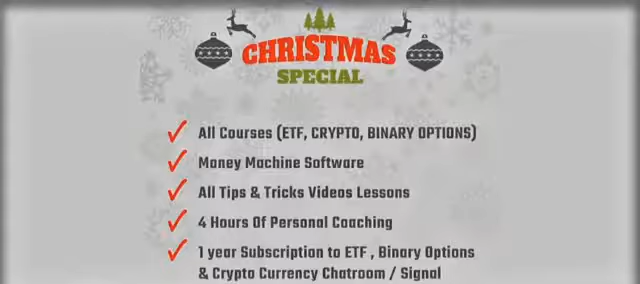 CHRISTMAS
SPECIAL
All Courses (ETF, CRYPTO, BINARY OPTIONS)
Money Machine Software
All Tips & Tricks Videos Lessons
4 Hours Of Personal Coaching
1 year Subscription to ETF , Binary Options
& Crypto Currency Chatroom / Signal